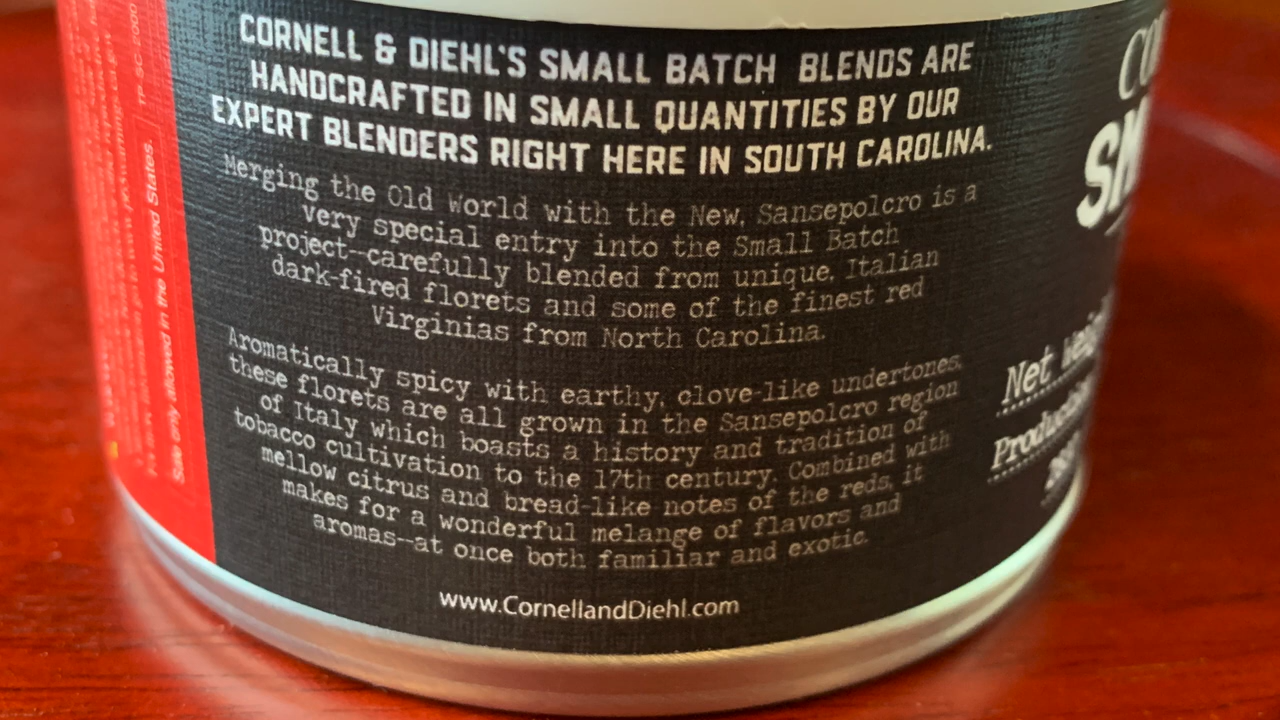 CORNELL & DIEHL'S SMALL BATCH BLENDS ARE
HANDCRAFTED IN SMALL QUANTITIES BY OUR
EXPERT BLENDERS RIGHT HERE IN SOUTH CAROLINA.
Merging the Old World with the New, Sansepolcro is a
very special entry into the Small Batch
project--carefully blended from unique, Italian
dark-fired florets and some of the finest red
Virginias from North Carolina.
Aromatically spicy with earthy, clove-like undertones,
these florets are all grown in the Sansepolcro region
of Italy which boasts a history and tradition of
tobacco cultivation to the 17th century. Combined with
mellow citrus and bread-like notes of the reds, it
makes for a wonderful melange of flavors and
aromas--at once both familiar and exotic.
www.CornellandDiehl.com
Sale only allowed in the United States.
TP-SC-2000
CO
SM
Net